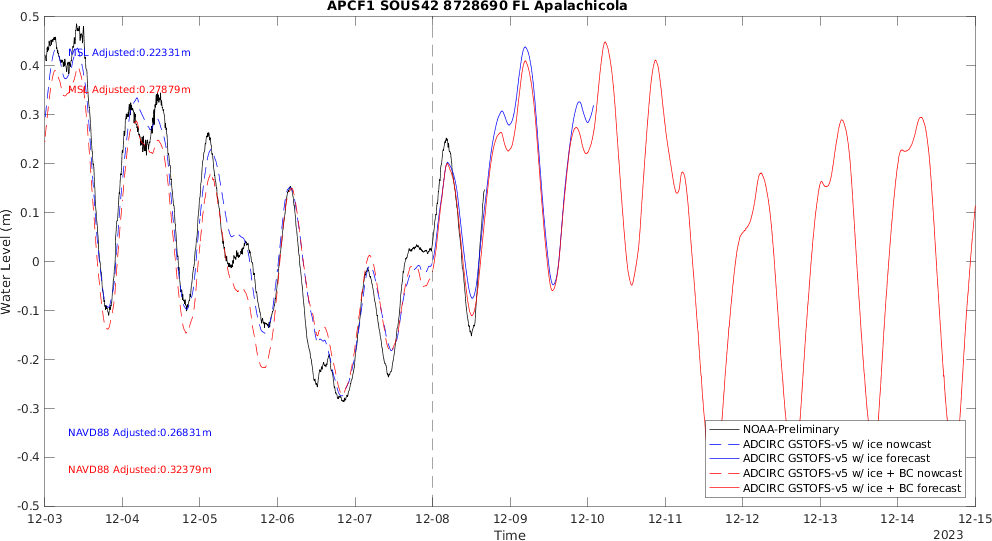 APCF1 SOUS42 8728690 FL Apalachicola
0.5
0.4
0.3
0.2
0.1
0
-0.1
-0.2
-0.3
-0.4
-0.5
Water Level (m)
MSL Adjusted:0.22331m
MSL Adjusted:0.27879m
NAVD88 Adjusted:0.26831m
NAVD88 Adjusted:0.32379m
NOAA-Preliminary
ADCIRC GSTOFS-v5 w/ ice nowcast
ADCIRC GSTOFS-v5 w/ ice forecast
ADCIRC GSTOFS-v5 w/ ice + BC nowcast
ADCIRC GSTOFS-v5 w/ ice + BC forecast
12-03 12-04 12-05 12-06 12-07 12-08 12-09 12-10 12-11 12-12 12-13 12-14 12-15
Time
2023